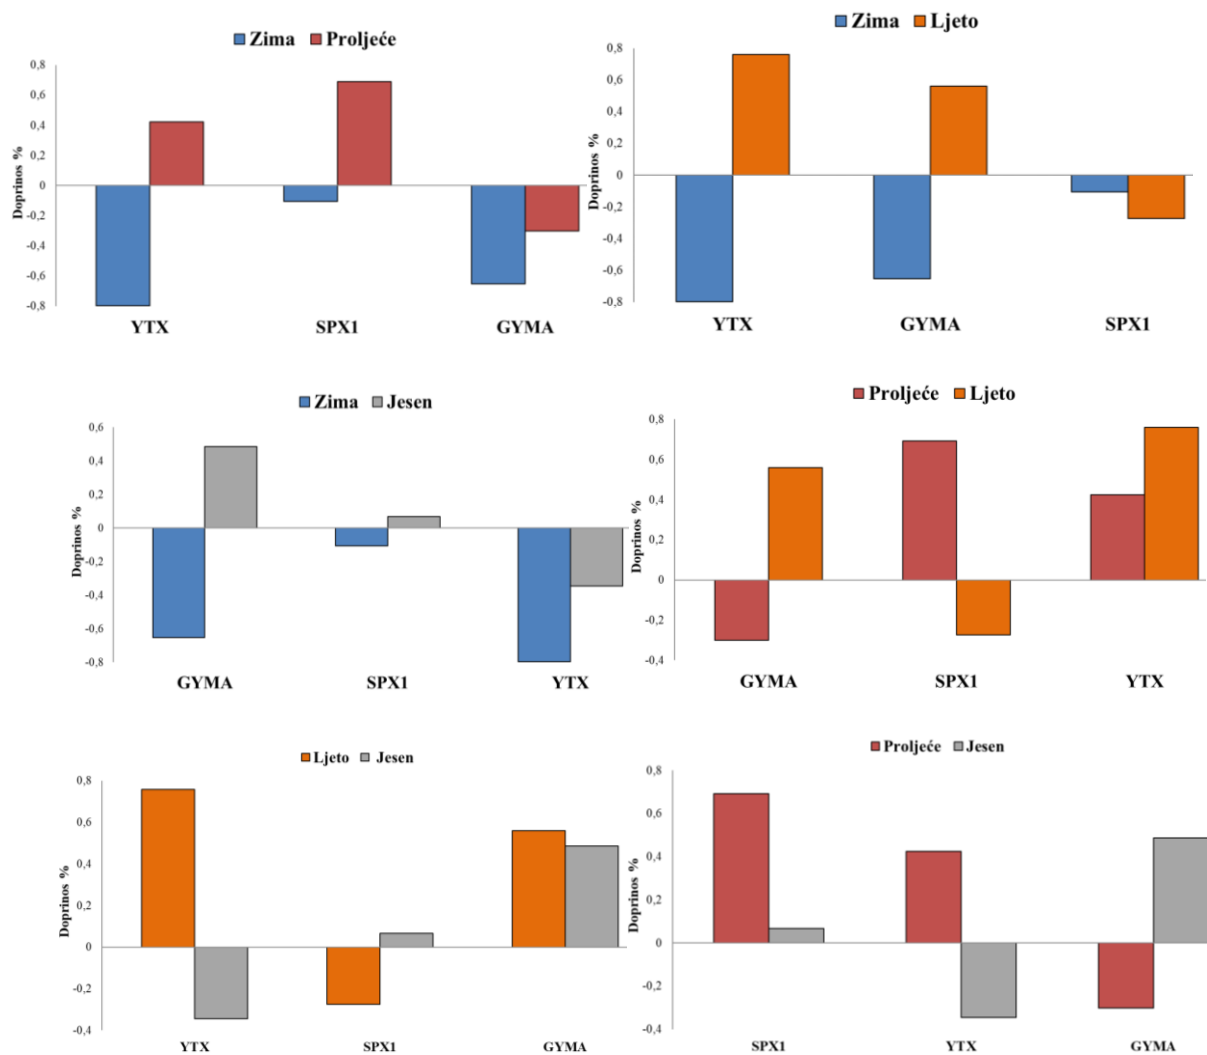 Zima Proljeće
Doprinos %
0,8
0,6
0,4
0,2
0
-0,2
-0,4
-0,6
-0,8
YTX SPX1 GYMA
Zima Ljeto
Doprinos %
0,8
0,6
0,4
0,2
0
-0,2
-0,4
-0,6
-0,8
YTX GYMA SPX1
Zima Jesen
Doprinos %
0,6
0,4
0,2
0
-0,2
-0,4
-0,6
-0,8
GYMA SPX1 YTX
Proljeće Ljeto
Doprinos %
0,8
0,6
0,4
0,2
0
-0,2
-0,4
GYMA SPX1 YTX
Ljeto Jesen
Doprinos %
0,8
0,6
0,4
0,2
0
-0,2
-0,4
YTX SPX1 GYMA
Proljeće Jesen
Doprinos %
0,8
0,6
0,4
0,2
0
-0,2
-0,4
SPX1 YTX GYMA